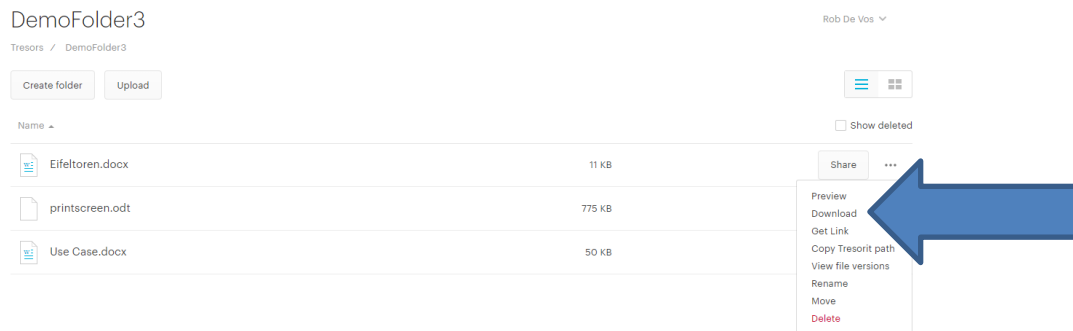 DemoFolder3
Rob De Vos
Tresors / DemoFolder3
Create folder Upload
Name
Show deleted
Eifeltoren.docx 11 KB Share ...
printscreen.odt 775 KB
Use Case.docx 50 KB
Preview
Download
Get Link
Copy Tresorit path
View file versions
Rename
Move
Delete